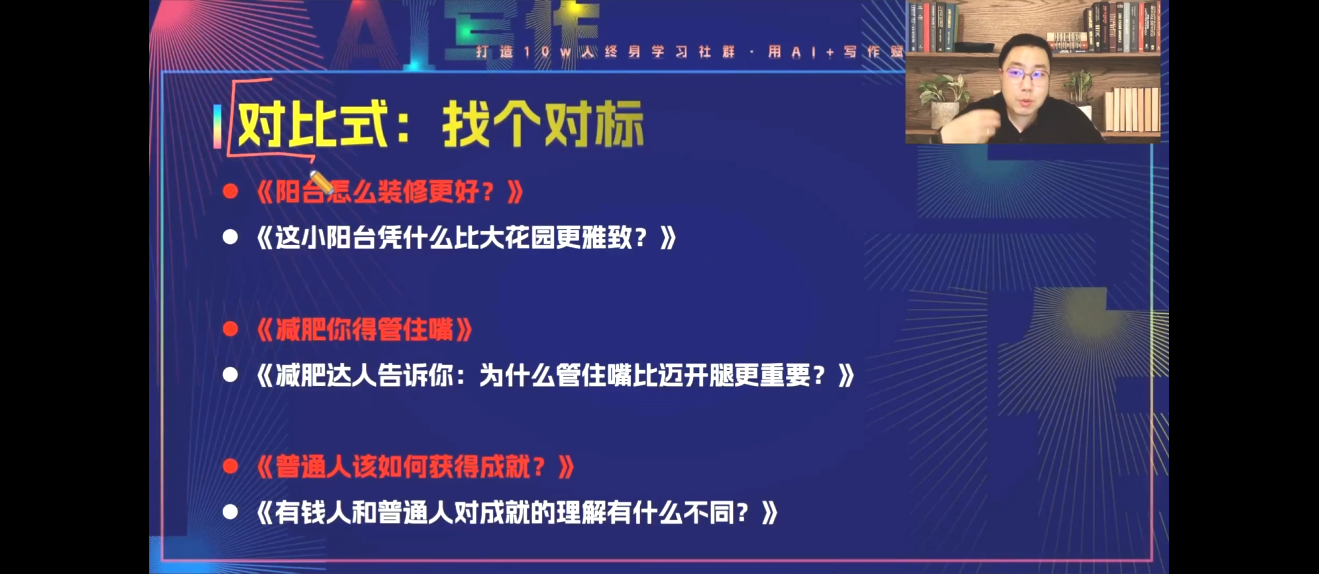 AI写作
打造10w人终身学习社群·用AI+写作赋
对比式：找个对标
《阳台怎么装修更好？》
《这小阳台凭什么比大花园更雅致？》
《减肥你得管住嘴》
《减肥达人告诉你：为什么管住嘴比迈开腿更重要？》
《普通人该如何获得成就？》
《有钱人和普通人对成就的理解有什么不同？》